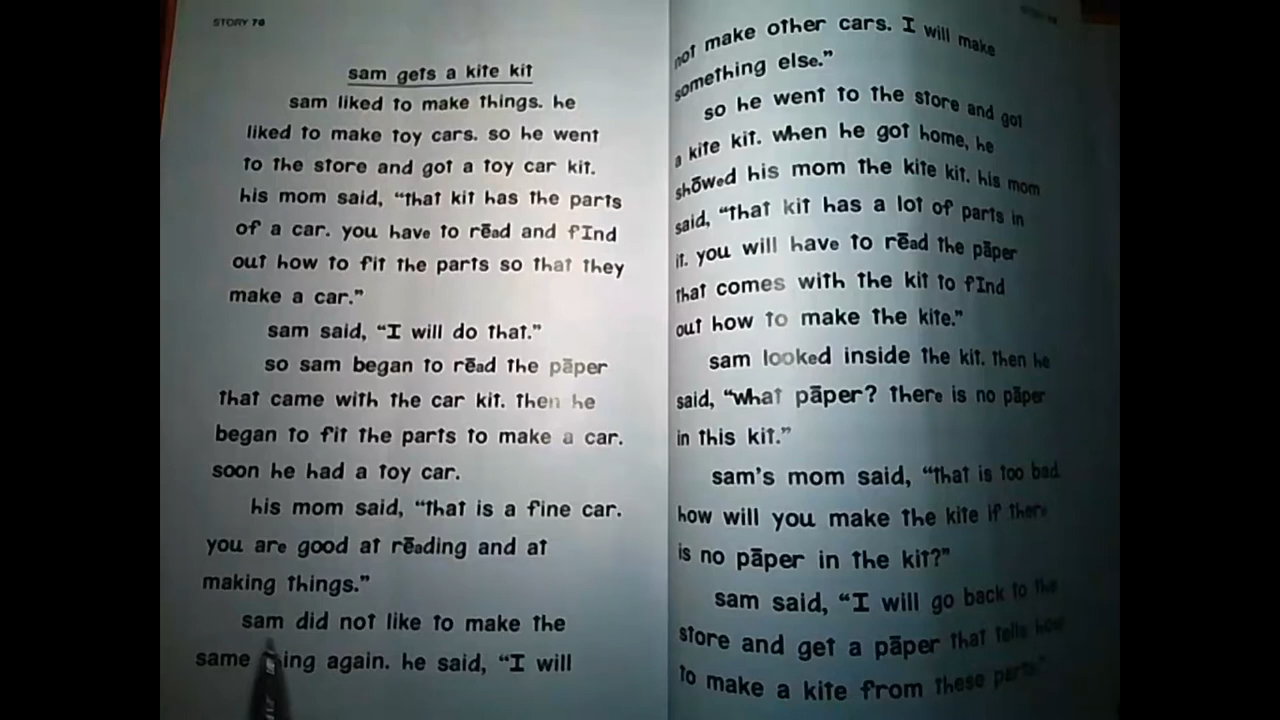 STORY 76
sam gets a kite kit
sam liked to make things. he
liked to make toy cars. so he went
to the store and got a toy car kit.
his mom said, “that kit has the parts
of a car. you have to rēad and fInd
out how to fit the parts so that they
make a car.”
sam said, “I will do that.”
so sam began to rēad the pāper
that came with the car kit. then he
began to fit the parts to make a car.
soon he had a toy car.
his mom said, “that is a fine car.
you are good at rēading and at
making things.”
sam did not like to make the
same again. he said, “I will
not make other cars. I will make
something else.”
so he went to the store and got
a kite kit. when he got home, he
shōwed his mom the kite kit. his mom
said, “that kit has a lot of parts in
it. you will have to rēad the pāper
that comes with the kit to fInd
out how to make the kite.”
sam looked inside the kit. then he
said, “what pāper? there is no pāper
in this kit.”
sam’s mom said, “that is too bad.
how will you make the kite if there
is no pāper in the kit?”
sam said, “I will go back to the
store and get a pāper that tells how
to make a kite from these parts.”